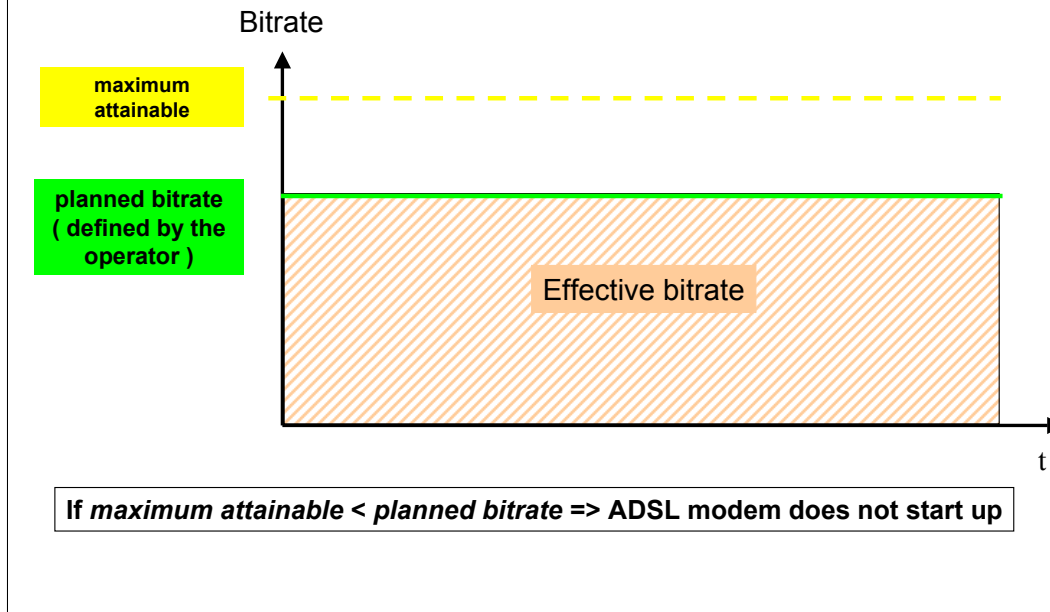 Bitrate
maximum
attainable
planned bitrate
( defined by the
operator )
Effective bitrate
t
If maximum attainable < planned bitrate => ADSL modem does not start up